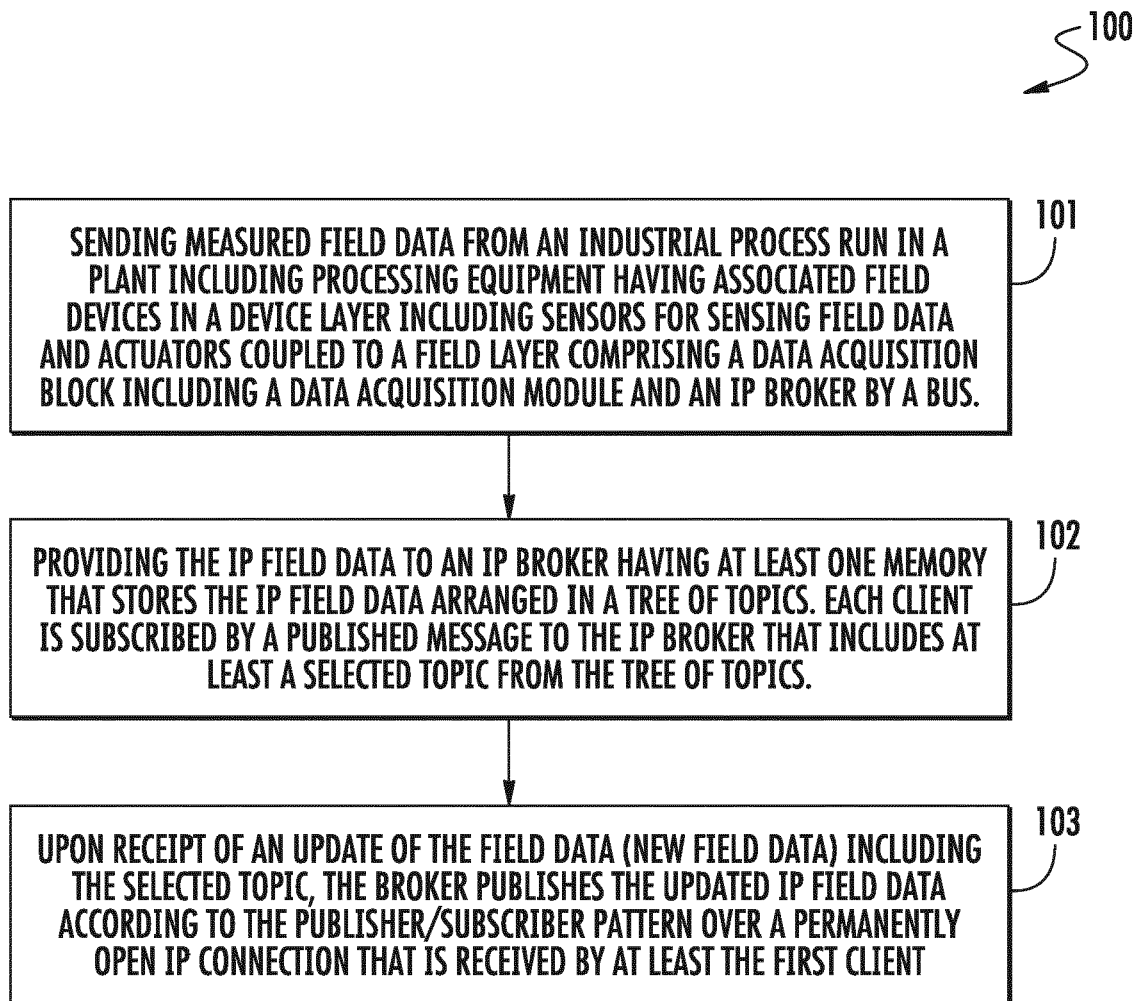 100
101
SENDING MEASURED FIELD DATA FROM AN INDUSTRIAL PROCESS RUN IN A
PLANT INCLUDING PROCESSING EQUIPMENT HAVING ASSOCIATED FIELD
DEVICES IN A DEVICE LAYER INCLUDING SENSORS FOR SENSING FIELD DATA
AND ACTUATORS COUPLED TO A FIELD LAYER COMPRISING A DATA ACQUISITION
BLOCK INCLUDING A DATA ACQUISITION MODULE AND AN IP BROKER BY A BUS.
102
PROVIDING THE IP FIELD DATA TO AN IP BROKER HAVING AT LEAST ONE MEMORY
THAT STORES THE IP FIELD DATA ARRANGED IN A TREE OF TOPICS. EACH CLIENT
IS SUBSCRIBED BY A PUBLISHED MESSAGE TO THE IP BROKER THAT INCLUDES AT
LEAST A SELECTED TOPIC FROM THE TREE OF TOPICS.
103
UPON RECEIPT OF AN UPDATE OF THE FIELD DATA (NEW FIELD DATA) INCLUDING
THE SELECTED TOPIC, THE BROKER PUBLISHES THE UPDATED IP FIELD DATA
ACCORDING TO THE PUBLISHER/SUBSCRIBER PATTERN OVER A PERMANENTLY
OPEN IP CONNECTION THAT IS RECEIVED BY AT LEAST THE FIRST CLIENT